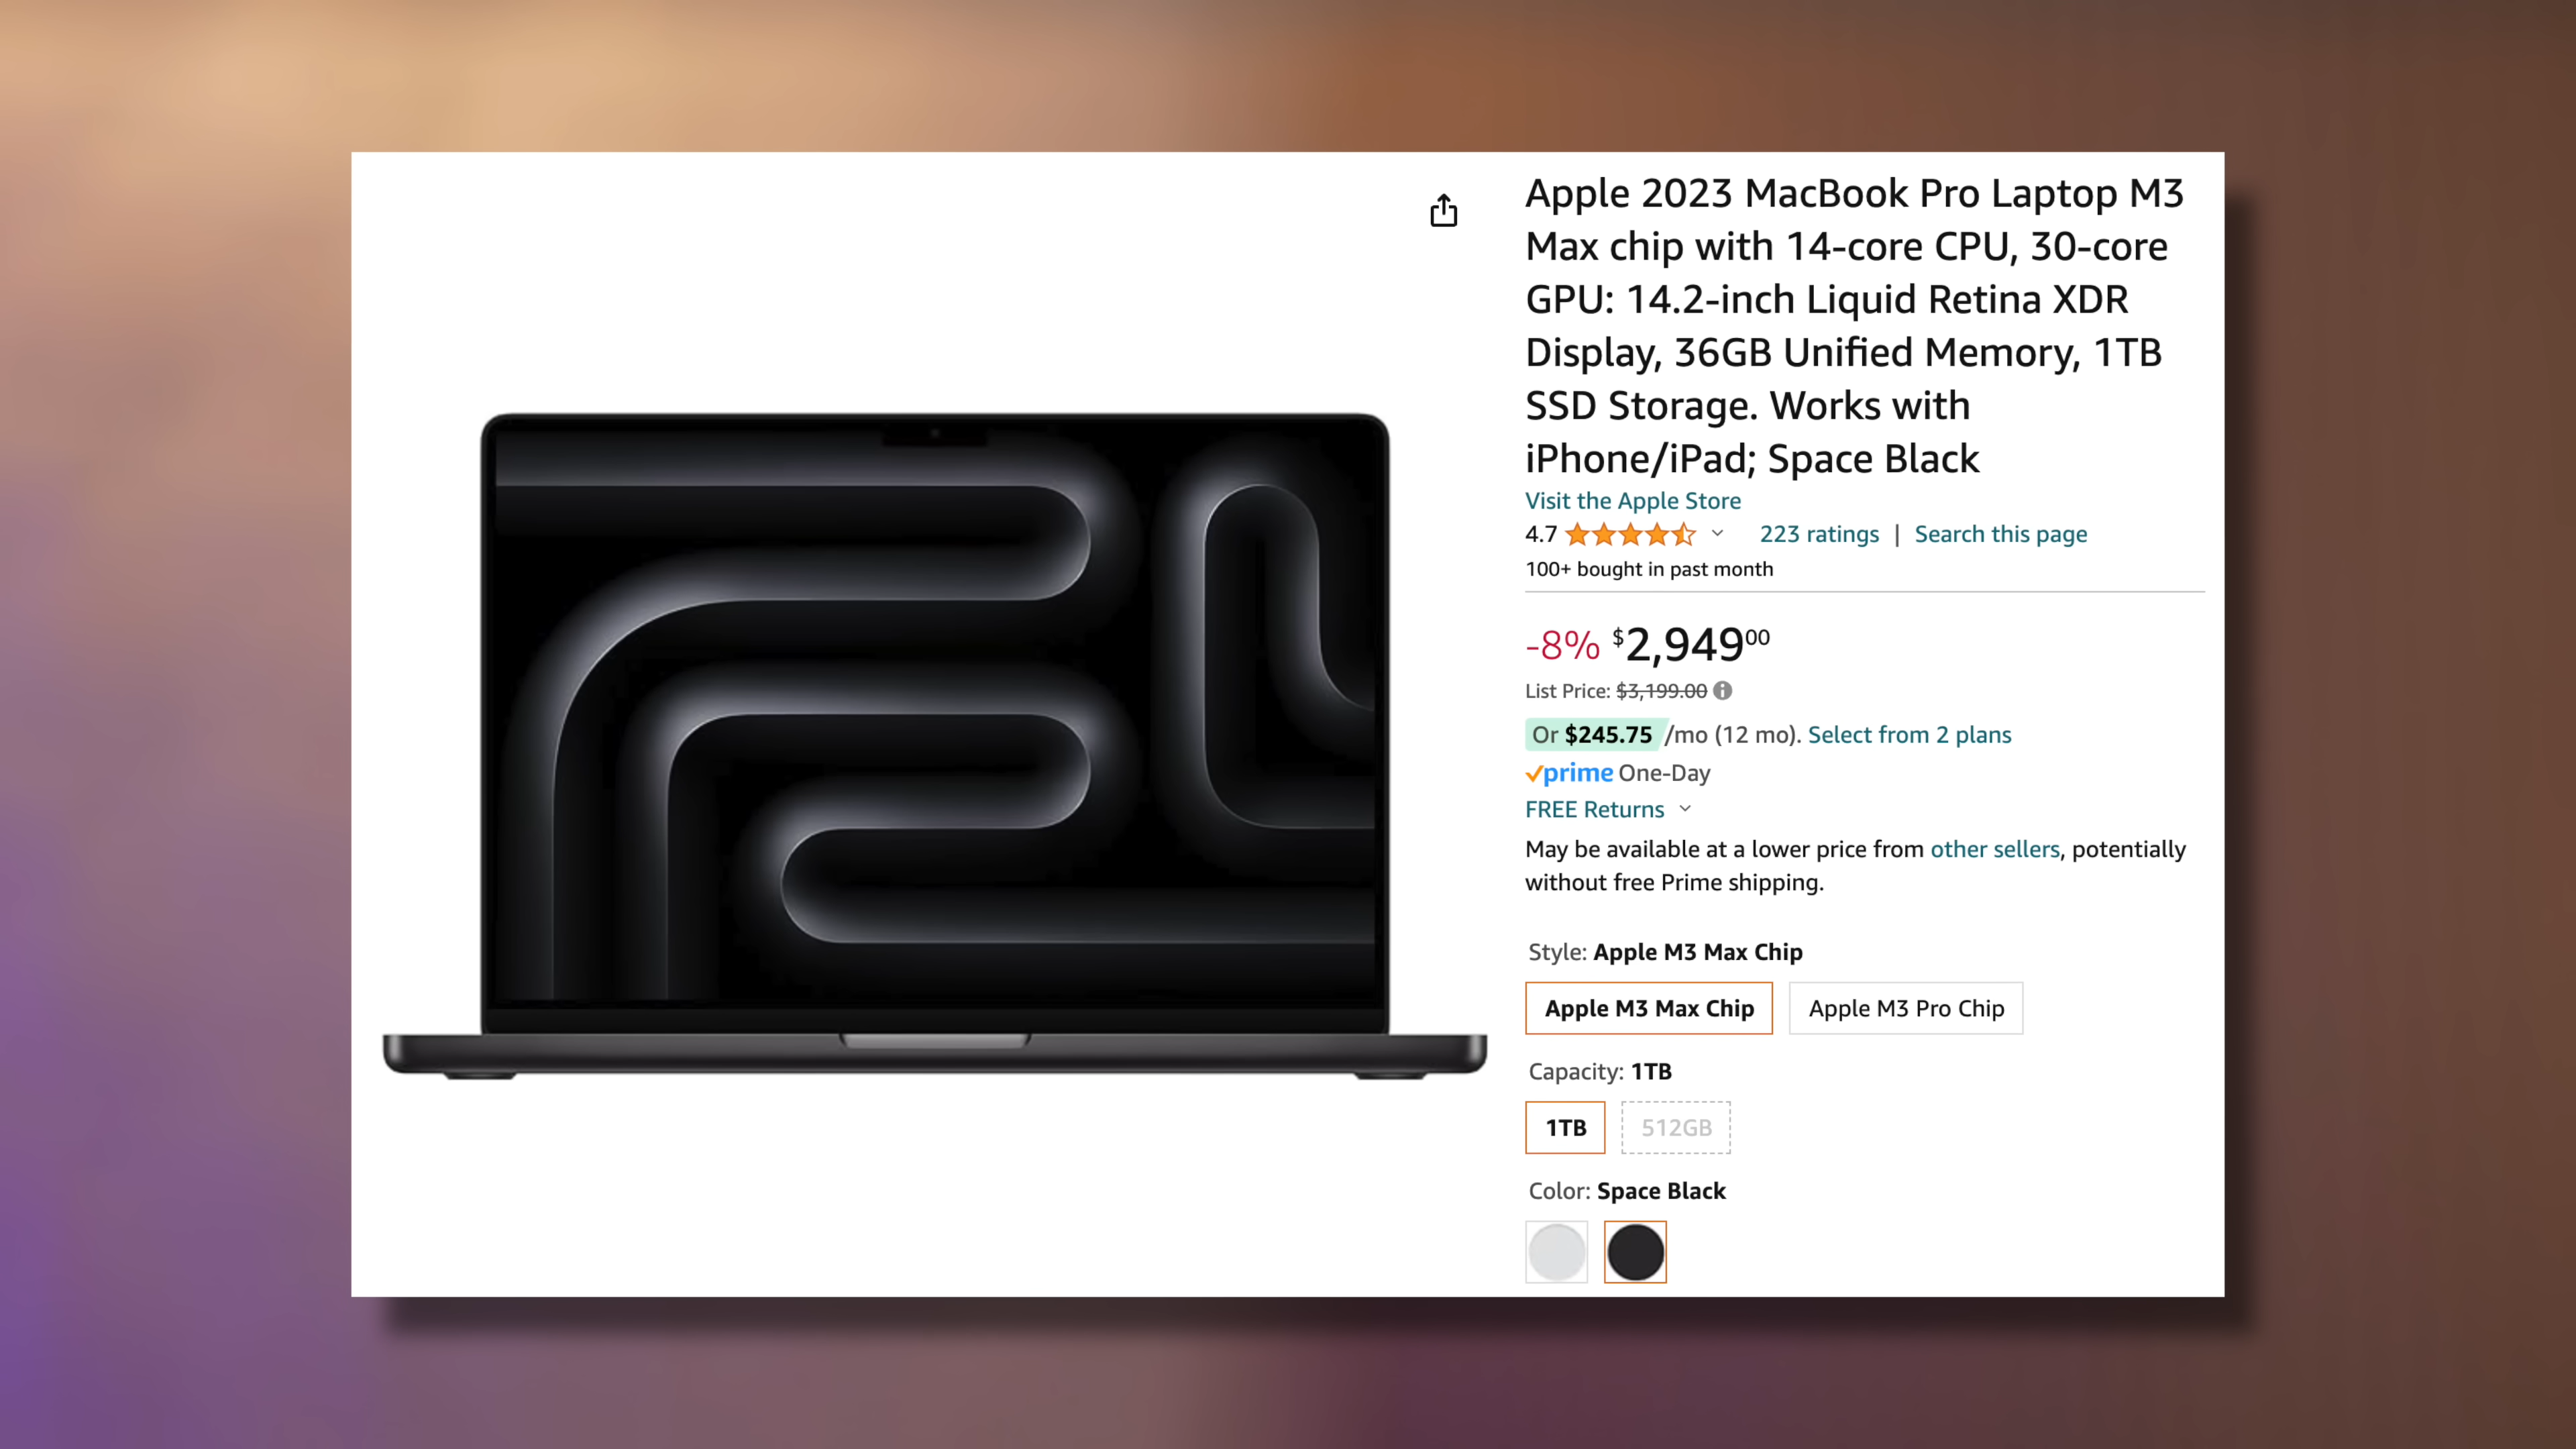 Apple 2023 MacBook Pro Laptop M3
Max chip with 14-core CPU, 30-core
GPU: 14.2-inch Liquid Retina XDR
Display, 36GB Unified Memory, 1TB
SSD Storage. Works with
iPhone/iPad; Space Black
Visit the Apple Store
4.7 223 ratings | Search this page
100+ bought in past month
-8% $2,94900
List Price: $3,199.00
Or $245.75 /mo (12 mo). Select from 2 plans
prime One-Day
FREE Returns
May be available at a lower price from other sellers, potentially
without free Prime shipping.
Style: Apple M3 Max Chip
Apple M3 Max Chip Apple M3 Pro Chip
Capacity: 1TB
1TB 512GB
Color: Space Black